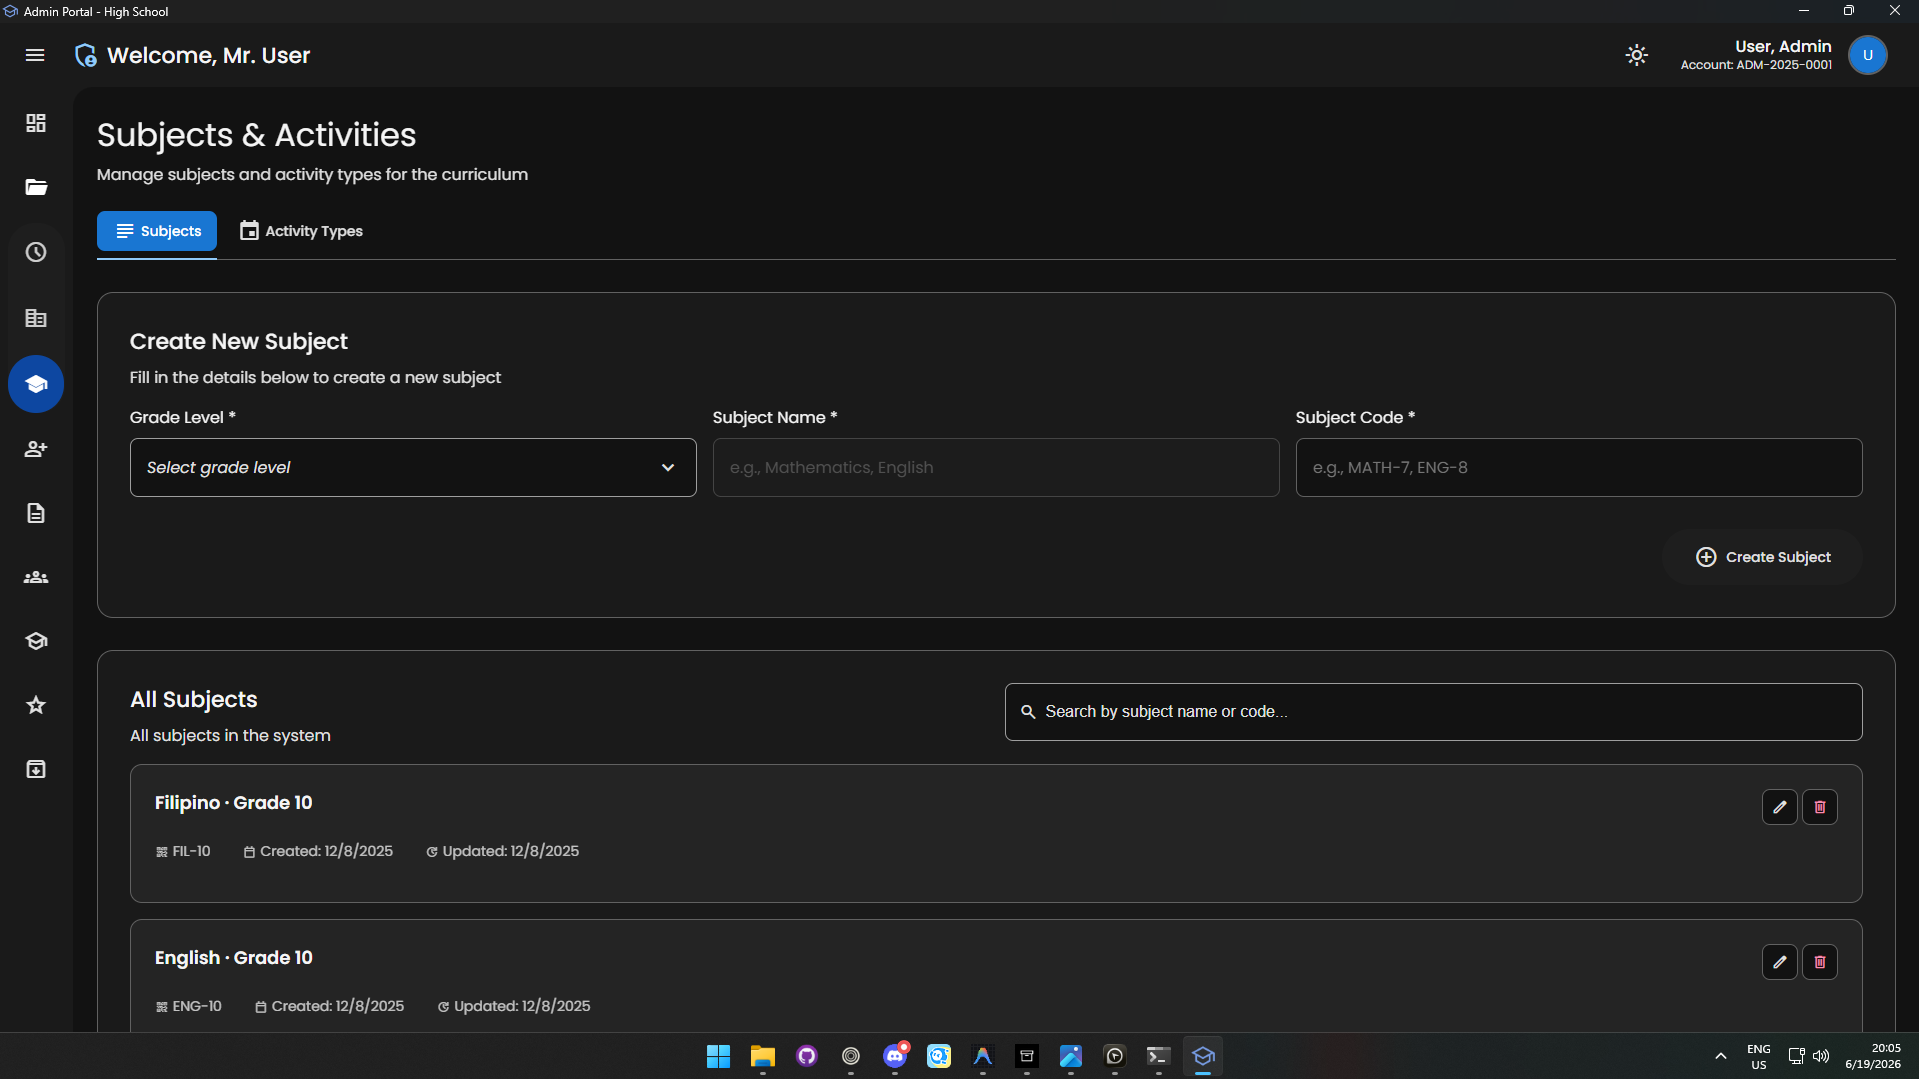 Admin Portal - High School
Welcome, Mr. User
User, Admin
Account: ADM-2025-0001
U
Subjects & Activities
Manage subjects and activity types for the curriculum
Subjects
Activity Types
Create New Subject
Fill in the details below to create a new subject
Grade Level *
Subject Name *
Subject Code *
Select grade level
e.g., Mathematics, English
e.g., MATH-7, ENG-8
Create Subject
All Subjects
All subjects in the system
Search by subject name or code...
Filipino · Grade 10
FIL-10
Created: 12/8/2025
Updated: 12/8/2025
English · Grade 10
ENG-10
Created: 12/8/2025
Updated: 12/8/2025
ENG
US
20:05
6/19/2026